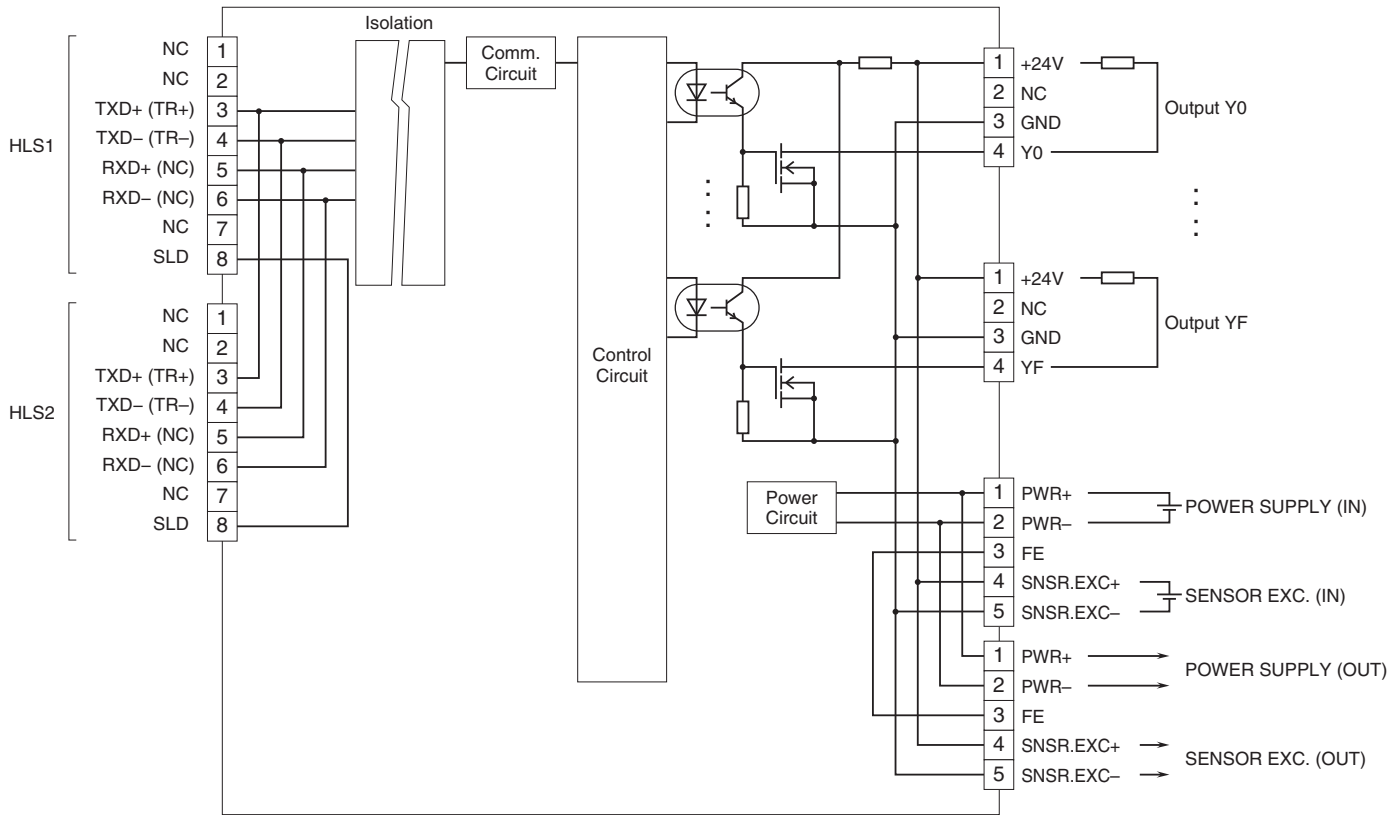 Isolation
HLS1
NC 1
NC 2
TXD+ (TR+) 3
TXD− (TR−) 4
RXD+ (NC) 5
RXD− (NC) 6
NC 7
SLD 8
HLS2
NC 1
NC 2
TXD+ (TR+) 3
TXD− (TR−) 4
RXD+ (NC) 5
RXD− (NC) 6
NC 7
SLD 8
Comm.
Circuit
Control
Circuit
Power
Circuit
1 +24V
2 NC
3 GND
4 Y0
Output Y0
1 +24V
2 NC
3 GND
4 YF
Output YF
1 PWR+
2 PWR−
3 FE
4 SNSR.EXC+
5 SNSR.EXC−
POWER SUPPLY (IN)
SENSOR EXC. (IN)
1 PWR+
2 PWR−
3 FE
4 SNSR.EXC+
5 SNSR.EXC−
POWER SUPPLY (OUT)
SENSOR EXC. (OUT)